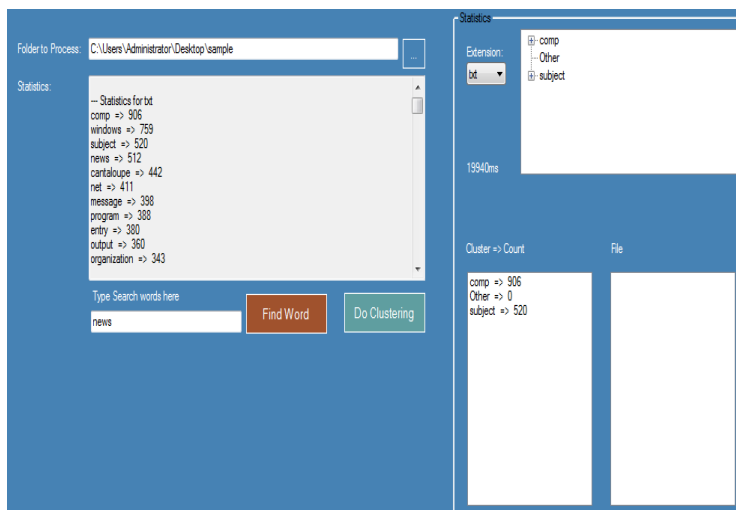 Folder to Process:
C:\Users\Administrator\Desktop\sample
...
Statistics:
--- Statistics for txt
comp => 906
windows => 759
subject => 520
news => 512
cantaloupe => 442
net => 411
message => 398
program => 388
entry => 380
output => 360
organization => 343
Type Search words here
news
Find Word
Do Clustering
Statistics
Extension:
txt
comp
Other
subject
19940ms
Cluster => Count
File
comp => 906
Other => 0
subject => 520